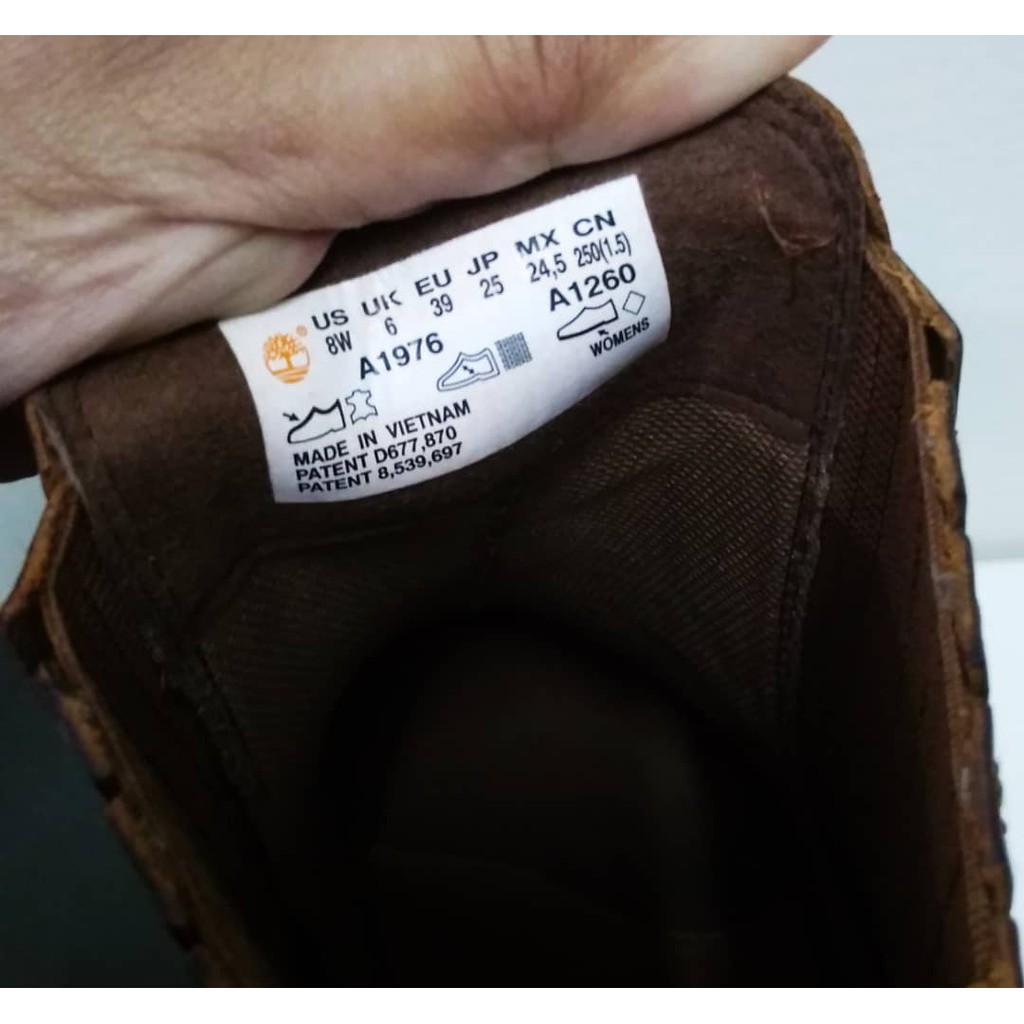 US UK EU JP MX CN
8W 6 39 25 24,5 250(1.5)
A1976 A1260
WOMENS
MADE IN VIETNAM
PATENT D677,870
PATENT 8,539,697